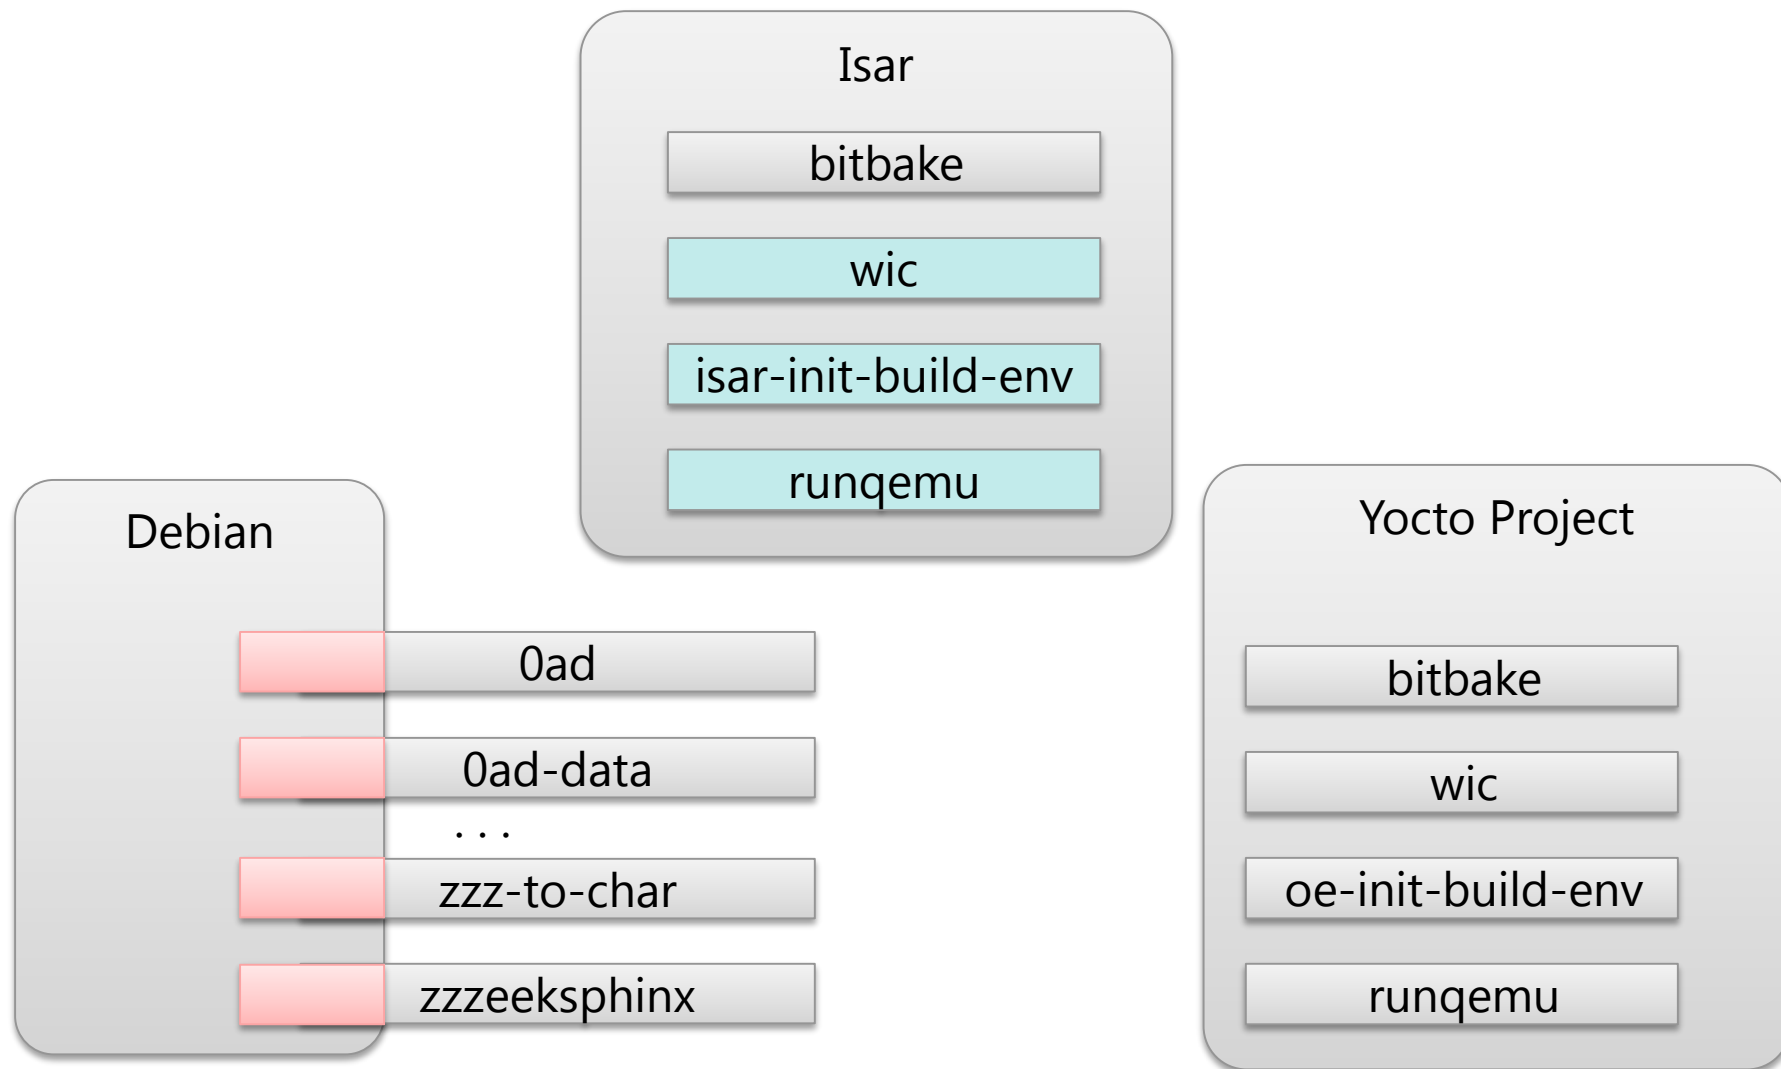 Isar
bitbake
wic
isar-init-build-env
runqemu
Debian
0ad
0ad-data
. . .
zzz-to-char
zzzeeksphinx
Yocto Project
bitbake
wic
oe-init-build-env
runqemu